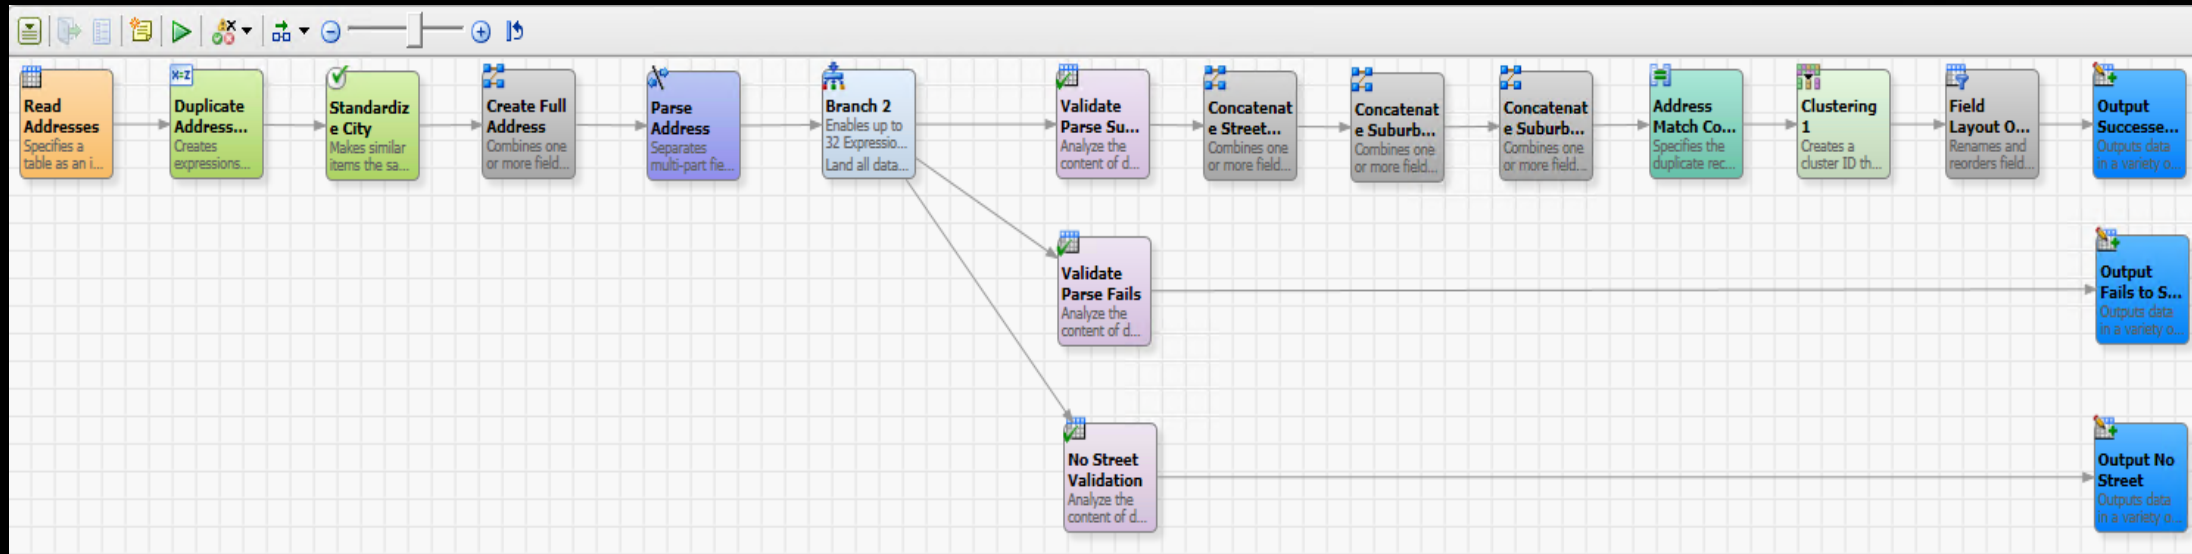 Read
Addresses
Specifies a
table as an i...
Duplicate
Address...
Creates
expressions...
Standardiz
e City
Makes similar
items the sa...
Create Full
Address
Combines one
or more field...
Parse
Address
Separates
multi-part fie...
Branch 2
Enables up to
32 Expressio...
Land all data...
Validate
Parse Su...
Analyze the
content of d...
Concatenat
e Street...
Combines one
or more field...
Concatenat
e Suburb...
Combines one
or more field...
Concatenat
e Suburb...
Combines one
or more field...
Address
Match Co...
Specifies the
duplicate rec...
Clustering
1
Creates a
cluster ID th...
Field
Layout O...
Renames and
reorders field...
Output
Successe...
Outputs data
in a variety o...
Validate
Parse Fails
Analyze the
content of d...
Output
Fails to S...
Outputs data
in a variety o...
No Street
Validation
Analyze the
content of d...
Output No
Street
Outputs data
in a variety o...